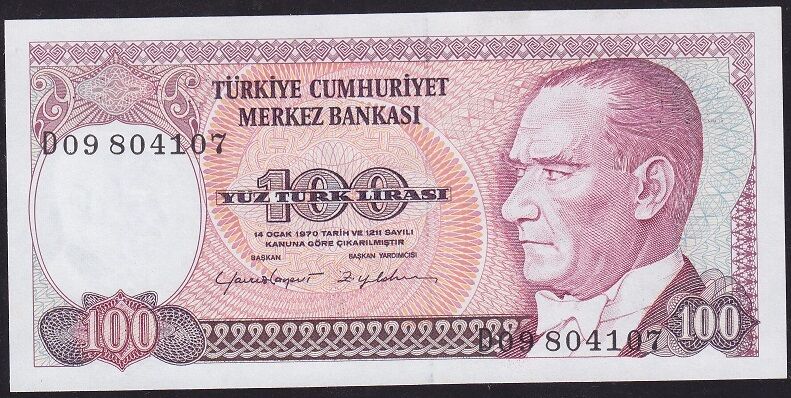 TÜRKİYE CUMHURİYET
MERKEZ BANKASI
D09 804107
100
YÜZ TÜRK LİRASI
14 OCAK 1970 TARİH VE 1211 SAYILI
KANUNA GÖRE ÇIKARILMIŞTIR
BAŞKAN BAŞKAN YARDIMCISI
D09 804107
100 100